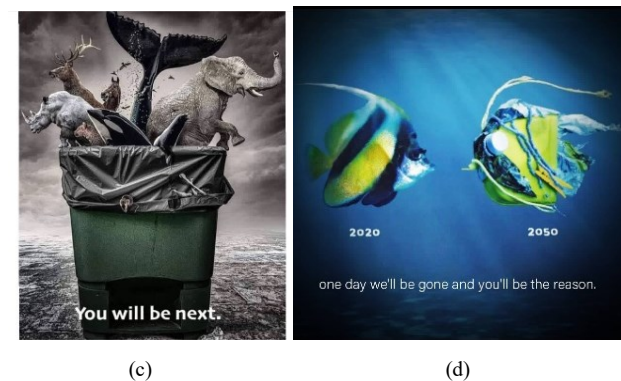 You will be next.
2020
2050
one day we'll be gone and you'll be the reason.
(c)
(d)